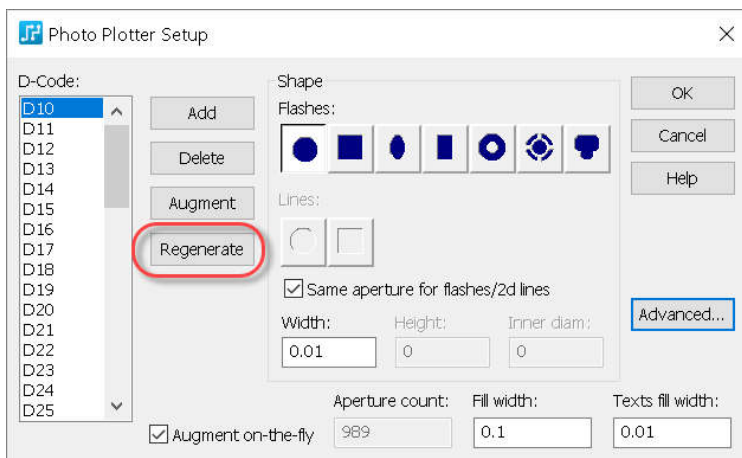 Photo Plotter Setup
D-Code:
D10
D11
D12
D13
D14
D15
D16
D17
D18
D19
D20
D21
D22
D23
D24
D25
Add
Delete
Augment
Regenerate
Augment on-the-fly
Shape
Flashes:
Lines:
Same aperture for flashes/2d lines
Width: Height: Inner diam:
0.01 0 0
Aperture count: Fill width: Texts fill width:
989 0.1 0.01
OK
Cancel
Help
Advanced...